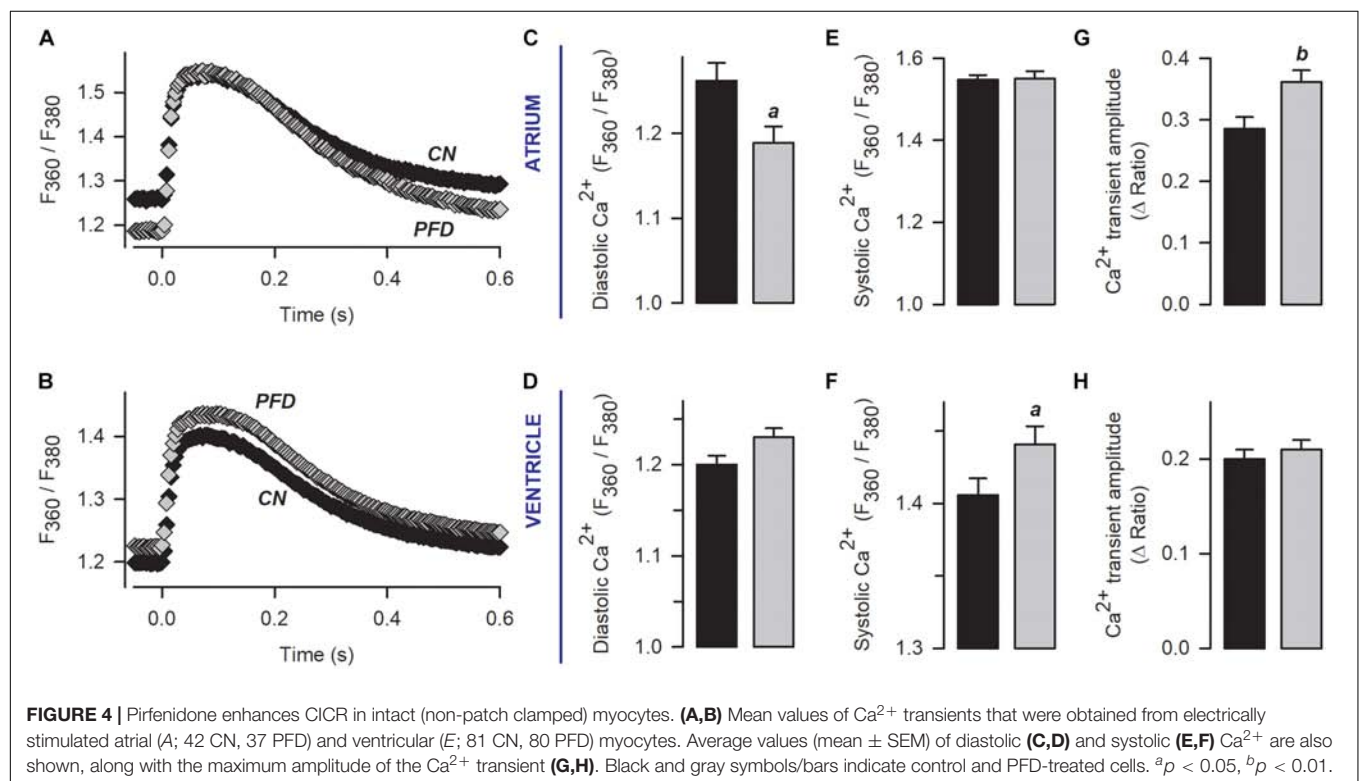 A
F360 / F380
1.5
1.4
1.3
1.2
CN
PFD
0.0 0.2 0.4 0.6
Time (s)
ATRIUM
C
Diastolic Ca2+ (F360 / F380)
1.2
1.1
1.0
a
E
Systolic Ca2+ (F360 / F380)
1.6
1.4
1.2
1.0
G
Ca2+ transient amplitude
(Δ Ratio)
0.4
0.3
0.2
0.1
0.0
b
B
F360 / F380
1.4
1.3
1.2
PFD
CN
0.0 0.2 0.4 0.6
Time (s)
VENTRICLE
D
Diastolic Ca2+ (F360 / F380)
1.2
1.1
1.0
F
Systolic Ca2+ (F360 / F380)
1.4
1.3
a
H
Ca2+ transient amplitude
(Δ Ratio)
0.2
0.1
0.0
FIGURE 4 | Pirfenidone enhances CICR in intact (non-patch clamped) myocytes. (A,B) Mean values of Ca2+ transients that were obtained from electrically
stimulated atrial (A; 42 CN, 37 PFD) and ventricular (E; 81 CN, 80 PFD) myocytes. Average values (mean ± SEM) of diastolic (C,D) and systolic (E,F) Ca2+ are also
shown, along with the maximum amplitude of the Ca2+ transient (G,H). Black and gray symbols/bars indicate control and PFD-treated cells. ap < 0.05, bp < 0.01.